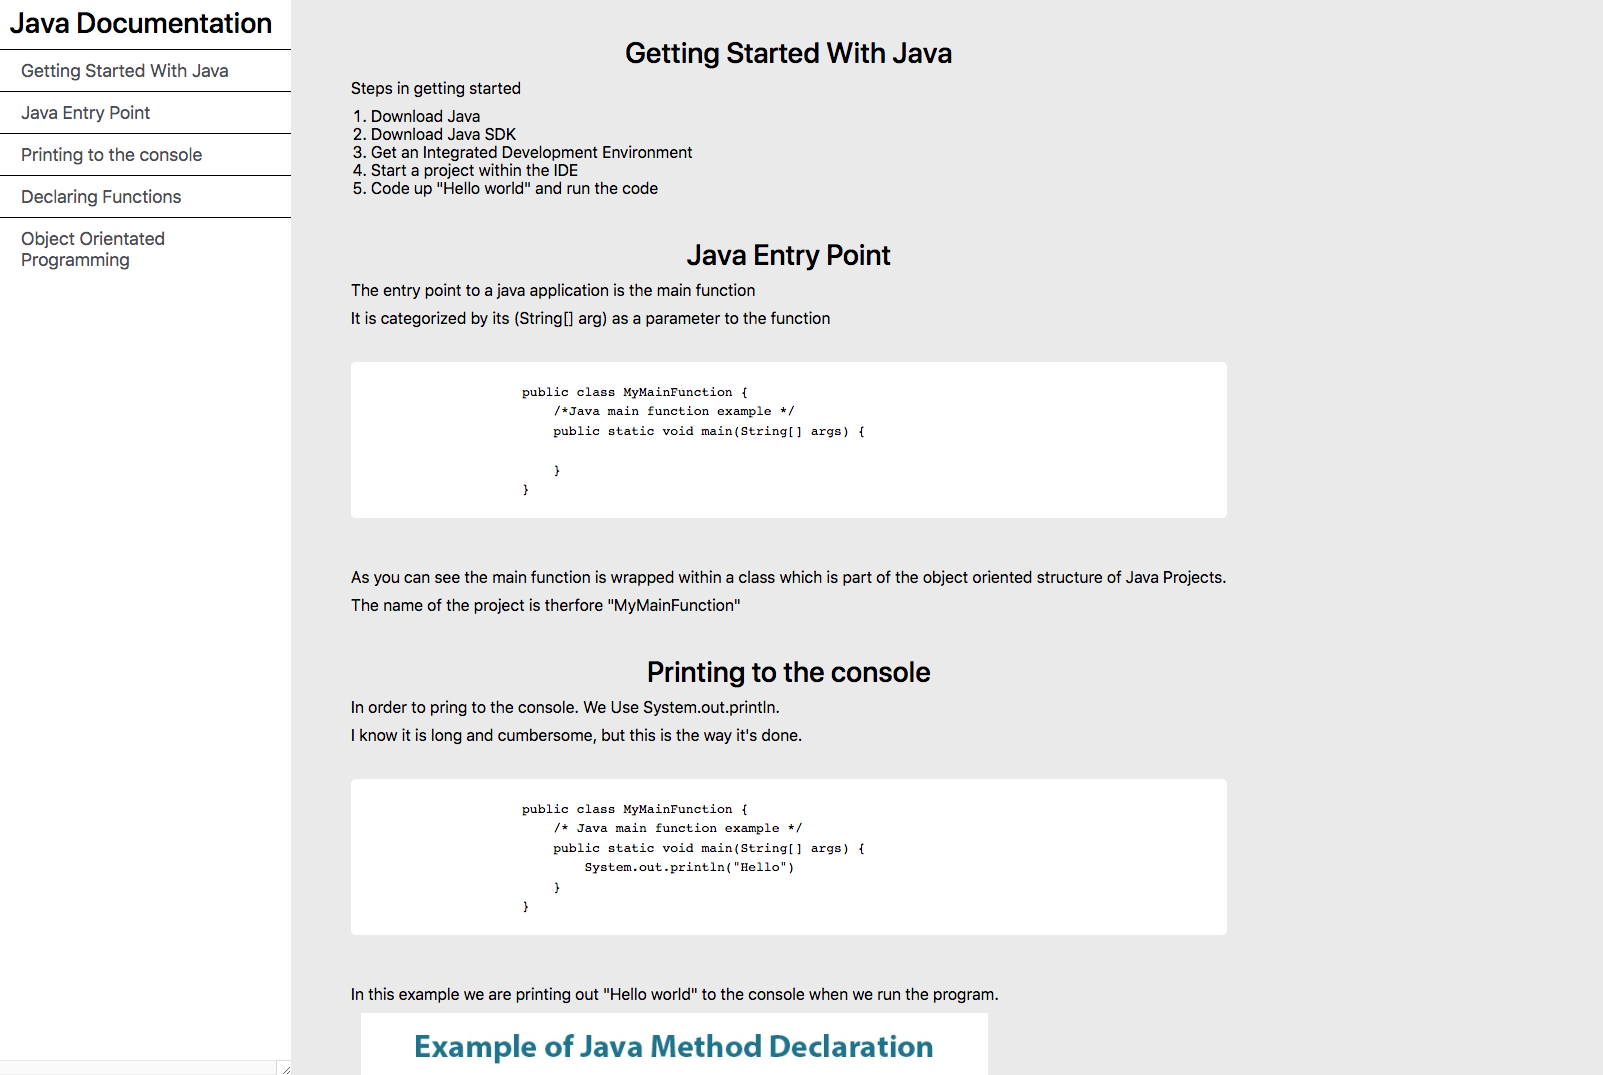 Java Documentation
Getting Started With Java
Java Entry Point
Printing to the console
Declaring Functions
Object Orientated
Programming
Getting Started With Java
Steps in getting started
1. Download Java
2. Download Java SDK
3. Get an Integrated Development Environment
4. Start a project within the IDE
5. Code up "Hello world" and run the code
Java Entry Point
The entry point to a java application is the main function
It is categorized by its (String[] arg) as a parameter to the function
public class MyMainFunction {
    /*Java main function example */
    public static void main(String[] args) {

    }
}
As you can see the main function is wrapped within a class which is part of the object oriented structure of Java Projects.
The name of the project is therfore "MyMainFunction"
Printing to the console
In order to pring to the console. We Use System.out.println.
I know it is long and cumbersome, but this is the way it's done.
public class MyMainFunction {
    /* Java main function example */
    public static void main(String[] args) {
        System.out.println("Hello")
    }
}
In this example we are printing out "Hello world" to the console when we run the program.
Example of Java Method Declaration